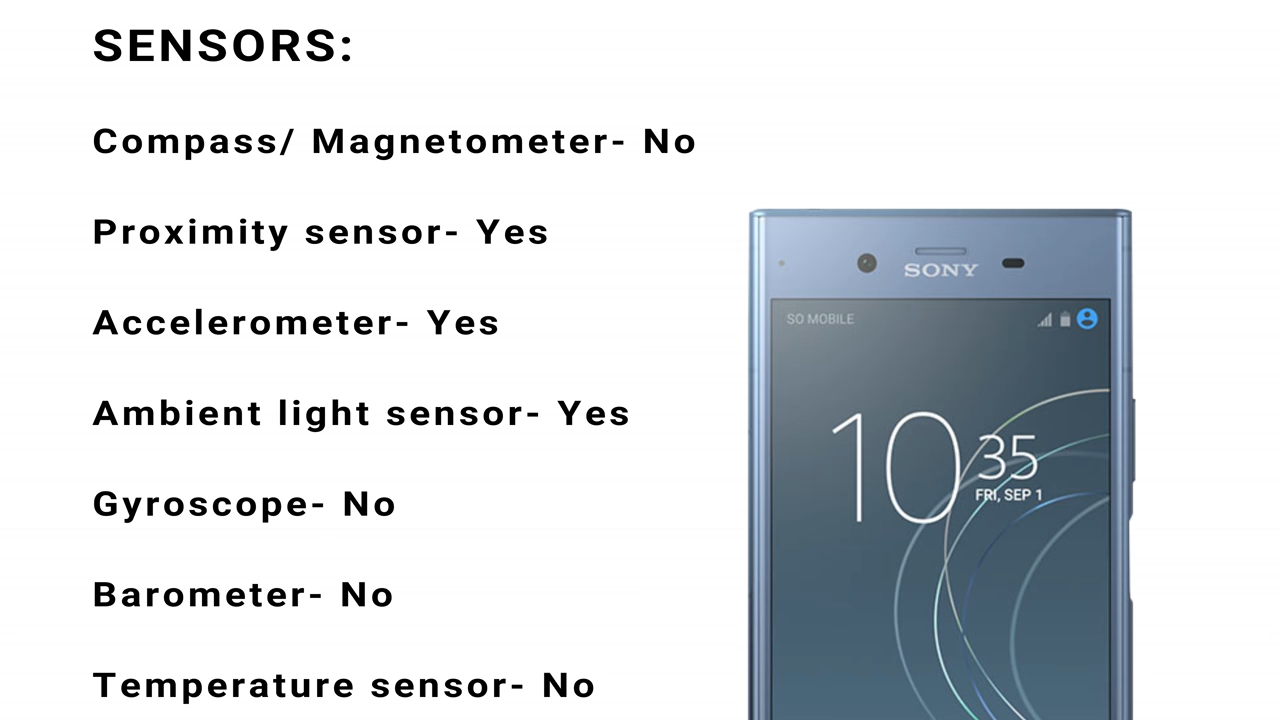 SENSORS:
Compass/ Magnetometer- No
Proximity sensor- Yes
Accelerometer- Yes
Ambient light sensor- Yes
Gyroscope- No
Barometer- No
Temperature sensor- No
SONY
SO MOBILE
10 35
FRI, SEP 1